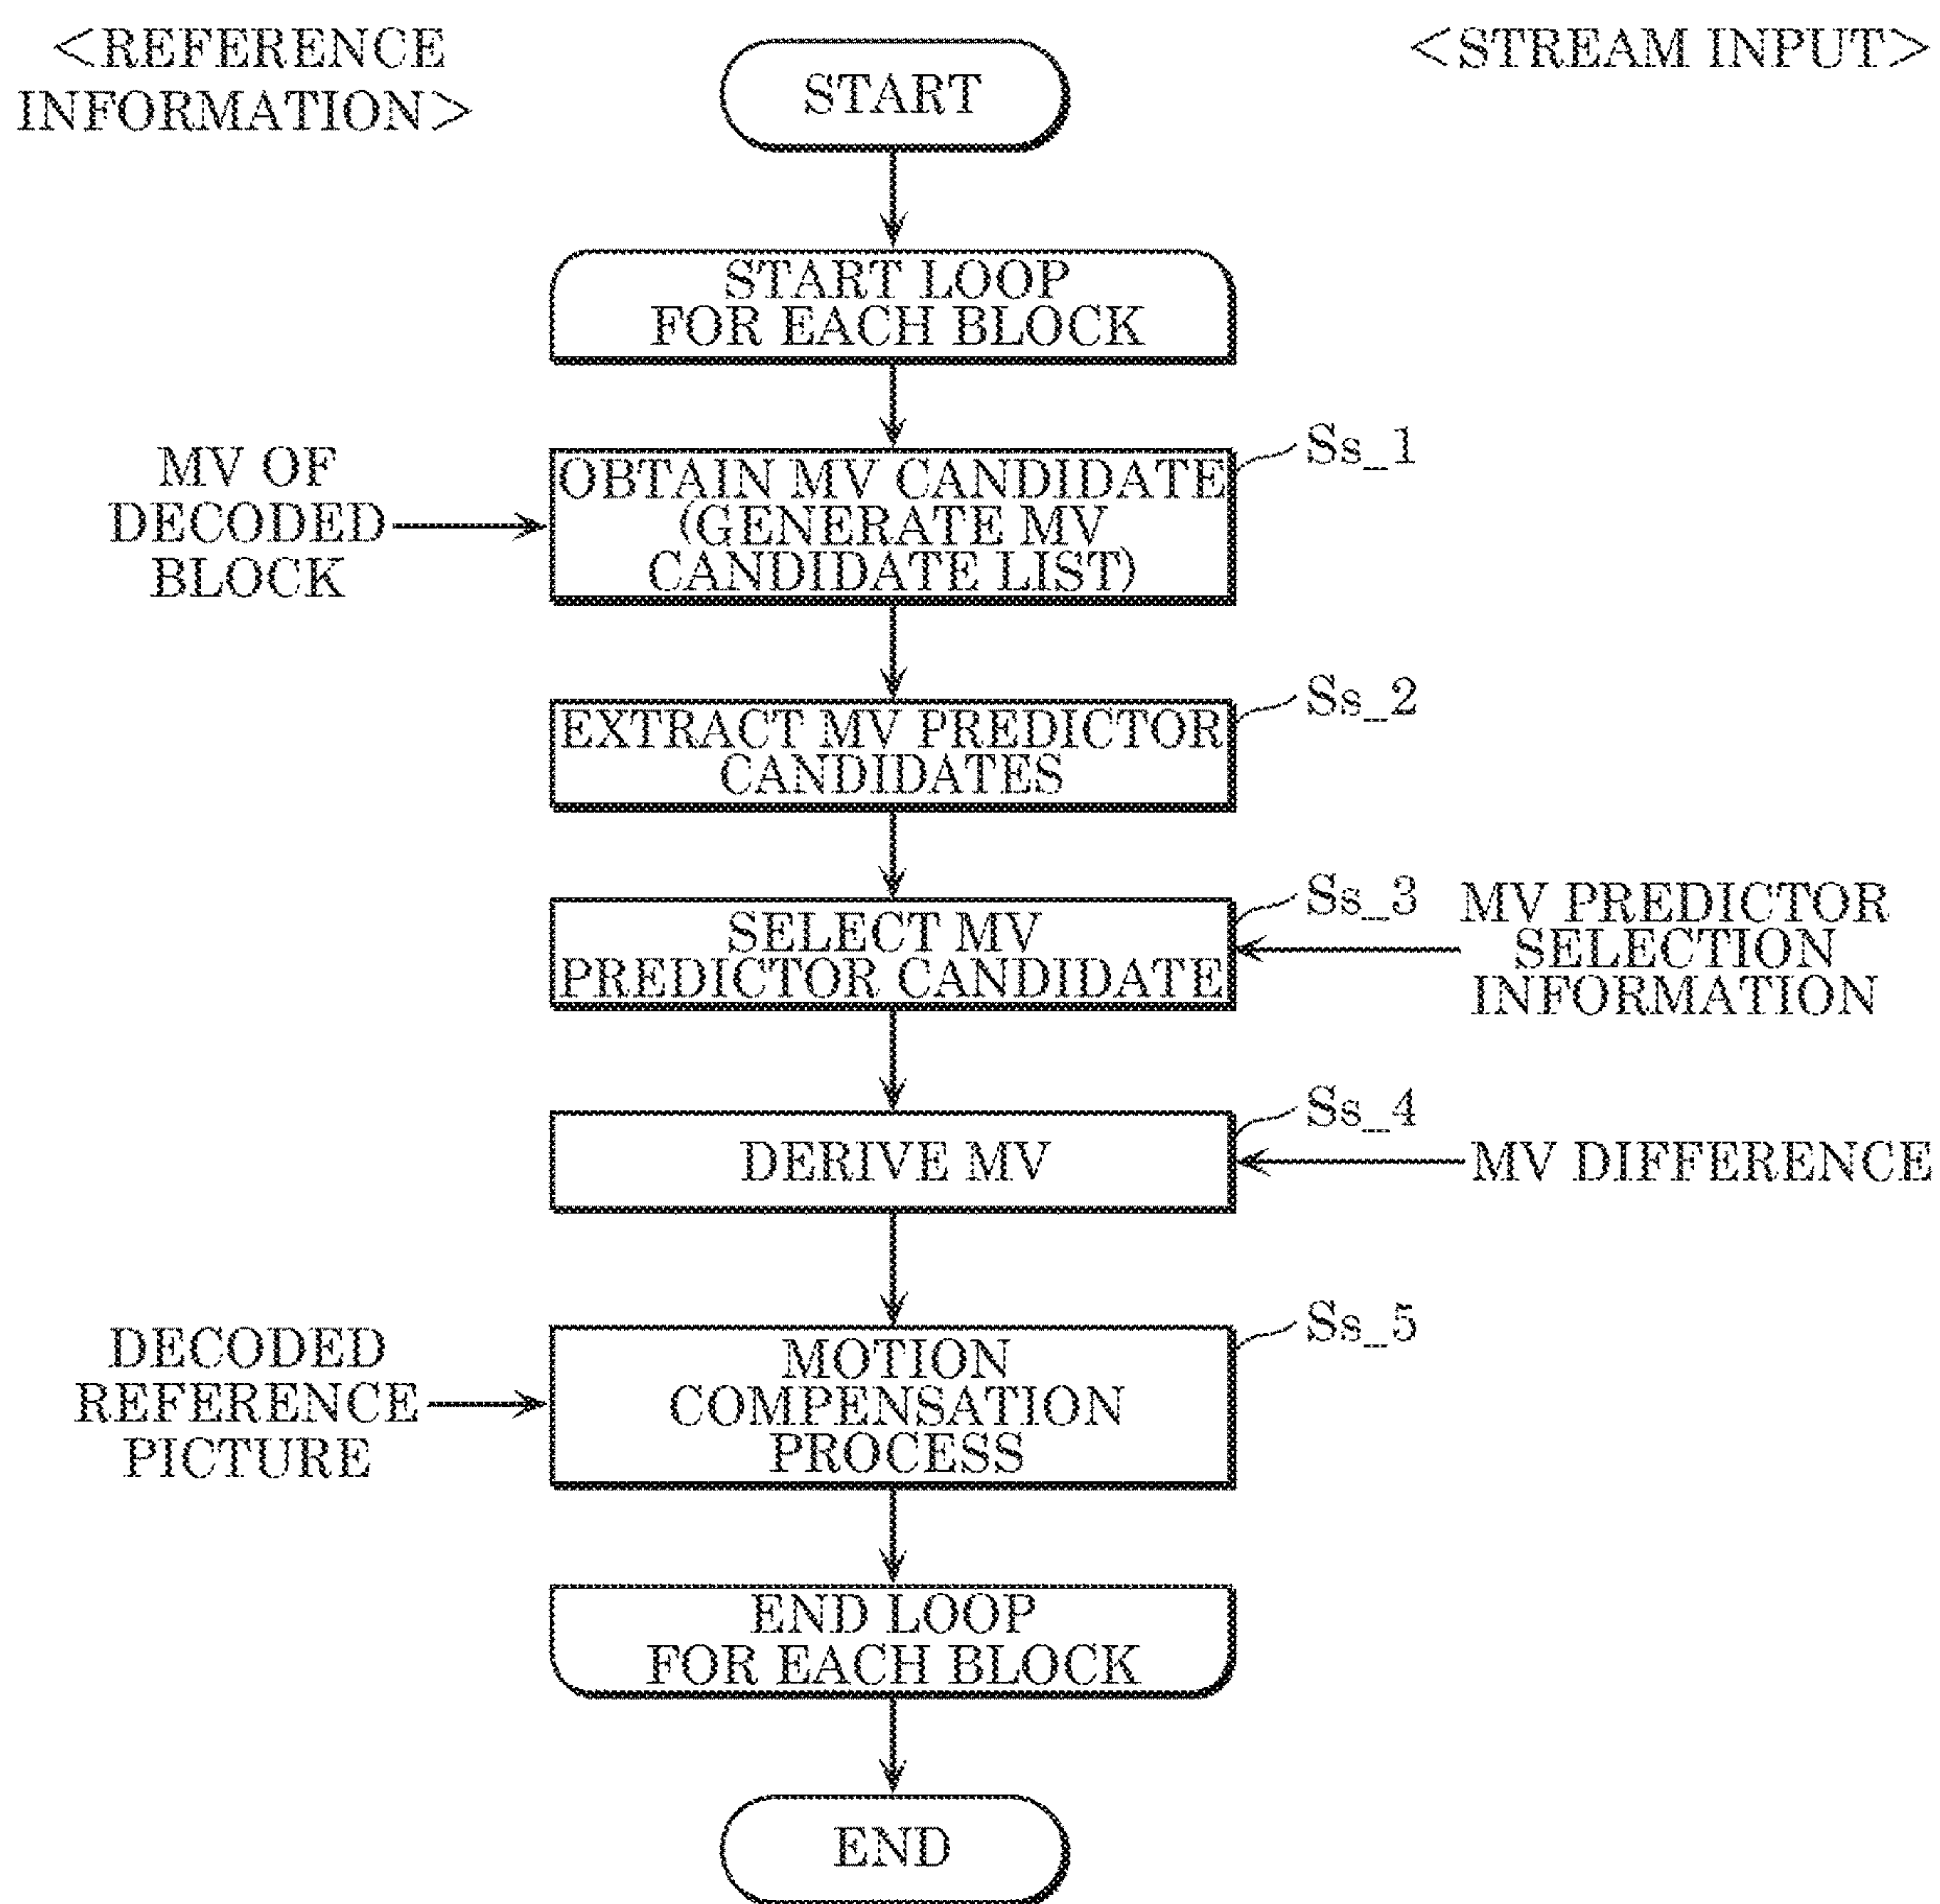 <REFERENCE
INFORMATION>
<STREAM INPUT>
START
START LOOP
FOR EACH BLOCK
MV OF
DECODED
BLOCK
OBTAIN MV CANDIDATE
(GENERATE MV
CANDIDATE LIST)
Ss_1
EXTRACT MV PREDICTOR
CANDIDATES
Ss_2
SELECT MV
PREDICTOR CANDIDATE
Ss_3
MV PREDICTOR
SELECTION
INFORMATION
DERIVE MV
Ss_4
MV DIFFERENCE
DECODED
REFERENCE
PICTURE
MOTION
COMPENSATION
PROCESS
Ss_5
END LOOP
FOR EACH BLOCK
END